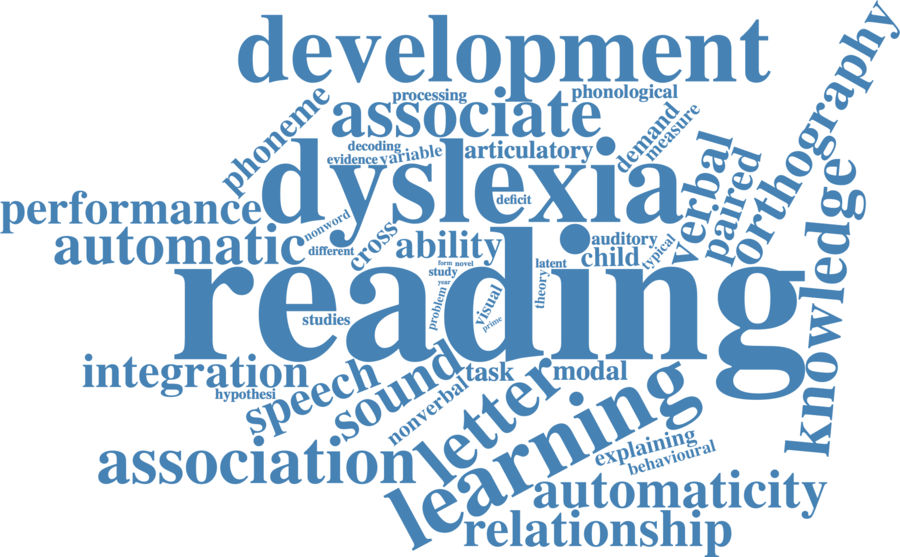 development
orthography
processing
phonological
phoneme
associate
demand
measure
decoding
evidence
variable
articulatory
verbal
paired
dyslexia
deficit
knowledge
performance
nonword
automatic
different
cross
ability
auditory
child
typical
form
novel
study
latent
theory
year
problem
visual
prime
reading
studies
integration
hypothesi
speech
sound
task
modal
nonverbal
letter
learning
association
explaining
behavioural
automaticity
relationship